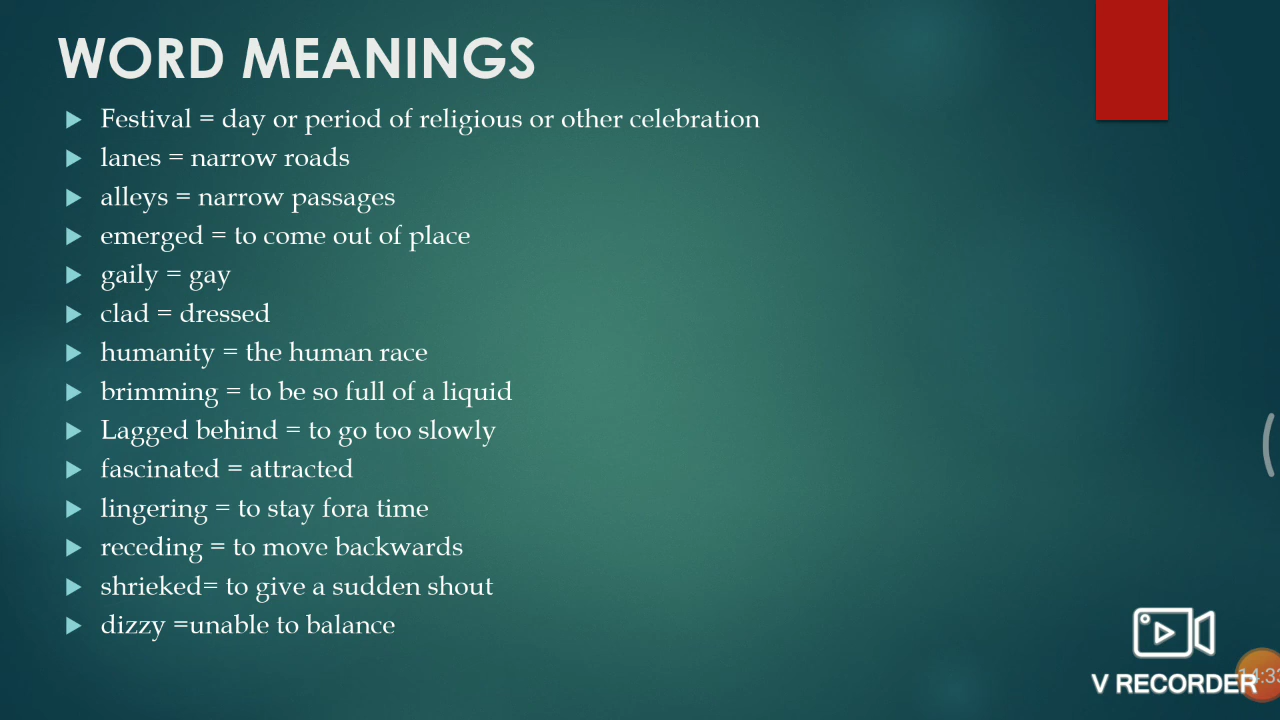 WORD MEANINGS
Festival = day or period of religious or other celebration
lanes = narrow roads
alleys = narrow passages
emerged = to come out of place
gaily = gay
clad = dressed
humanity = the human race
brimming = to be so full of a liquid
Lagged behind = to go too slowly
fascinated = attracted
lingering = to stay fora time
receding = to move backwards
shrieked= to give a sudden shout
dizzy =unable to balance
V RECORDER